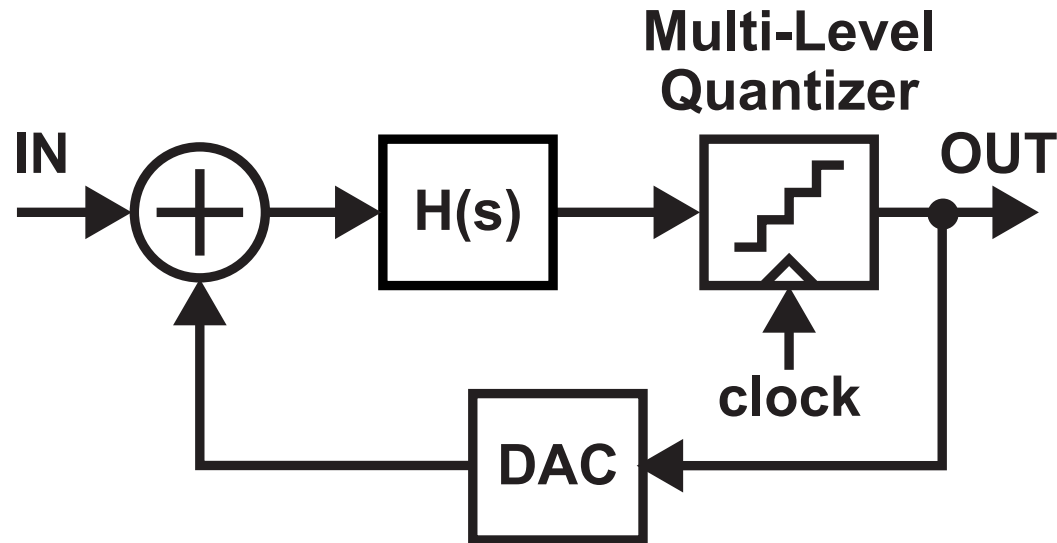 Multi-Level
Quantizer
IN
H(s)
OUT
clock
DAC